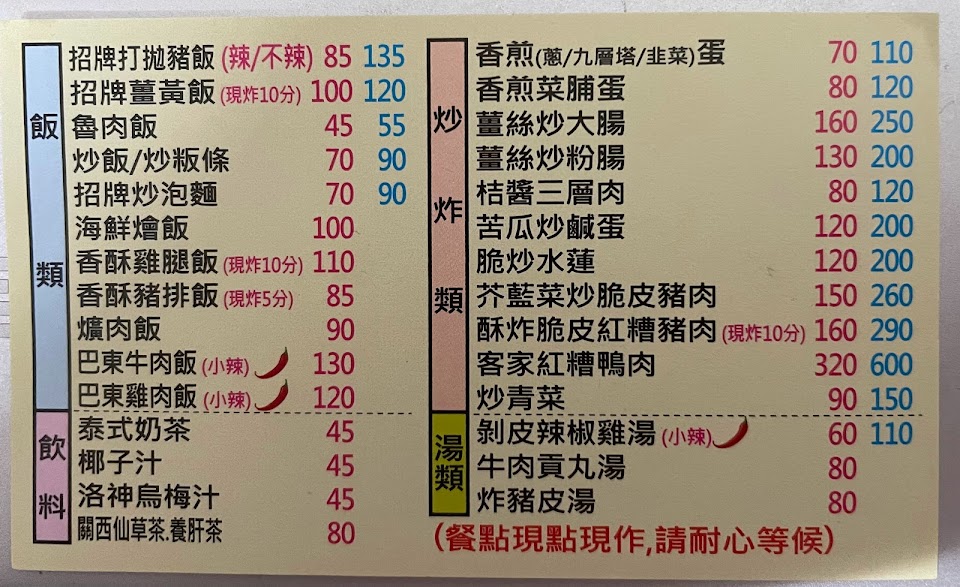 飯類
招牌打拋豬飯(辣/不辣) 85 135
招牌薑黃飯(現炸10分) 100 120
魯肉飯 45 55
炒飯/炒粄條 70 90
招牌炒泡麵 70 90
海鮮燴飯 100
香酥雞腿飯(現炸10分) 110
香酥豬排飯(現炸5分) 85
爌肉飯 90
巴東牛肉飯(小辣) 130
巴東雞肉飯(小辣) 120
飲料
泰式奶茶 45
椰子汁 45
洛神烏梅汁 45
關西仙草茶.養肝茶 80
炒炸類
香煎(蔥/九層塔/韭菜)蛋 70 110
香煎菜脯蛋 80 120
薑絲炒大腸 160 250
薑絲炒粉腸 130 200
桔醬三層肉 80 120
苦瓜炒鹹蛋 120 200
脆炒水蓮 120 200
芥藍菜炒脆皮豬肉 150 260
酥炸脆皮紅糟豬肉(現炸10分) 160 290
客家紅糟鴨肉 320 600
炒青菜 90 150
湯類
剝皮辣椒雞湯(小辣) 60 110
牛肉貢丸湯 80
炸豬皮湯 80
(餐點現點現作,請耐心等候)